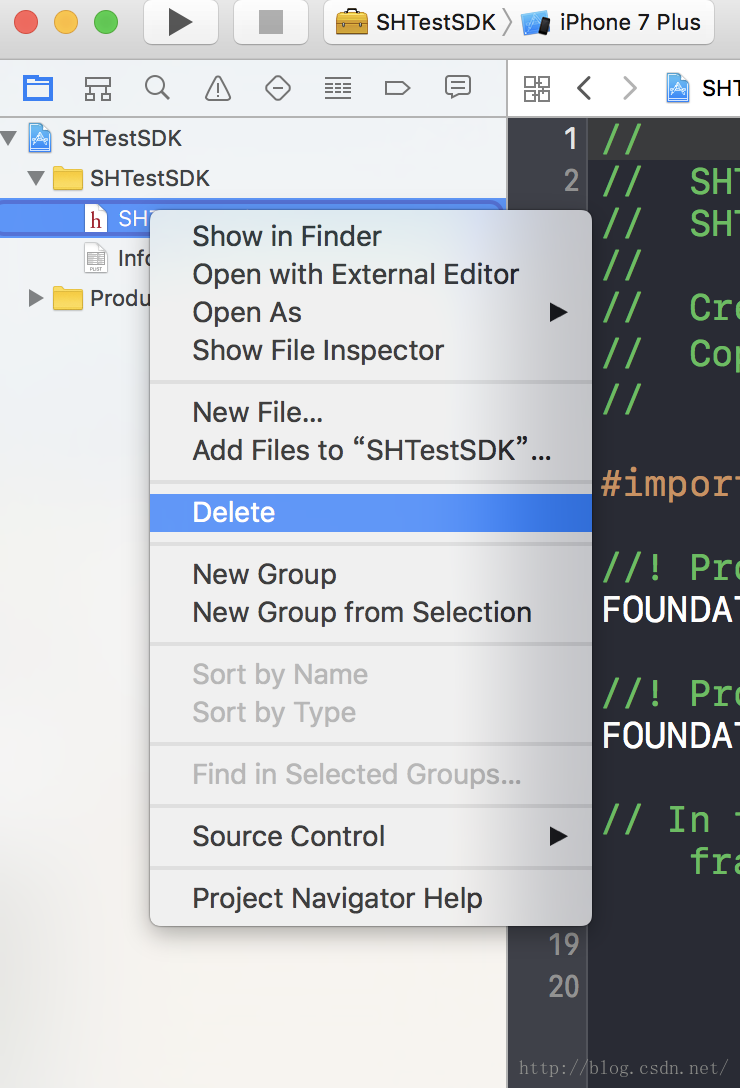 SHTestSDK
iPhone 7 Plus
SHTestSDK
SHTestSDK
Show in Finder
Open with External Editor
Open As
Show File Inspector
New File...
Add Files to “SHTestSDK”...
Delete
New Group
New Group from Selection
Sort by Name
Sort by Type
Find in Selected Groups...
Source Control
Project Navigator Help
h
SHT
Info
Produ
PLIST
SHT
1 //
2 // SHT
// SHT
//
// Cre
// Cop
//
#import
//! Pro
FOUNDAT
//! Pro
FOUNDAT
// In
fra
19
20
http://blog.csdn.net/